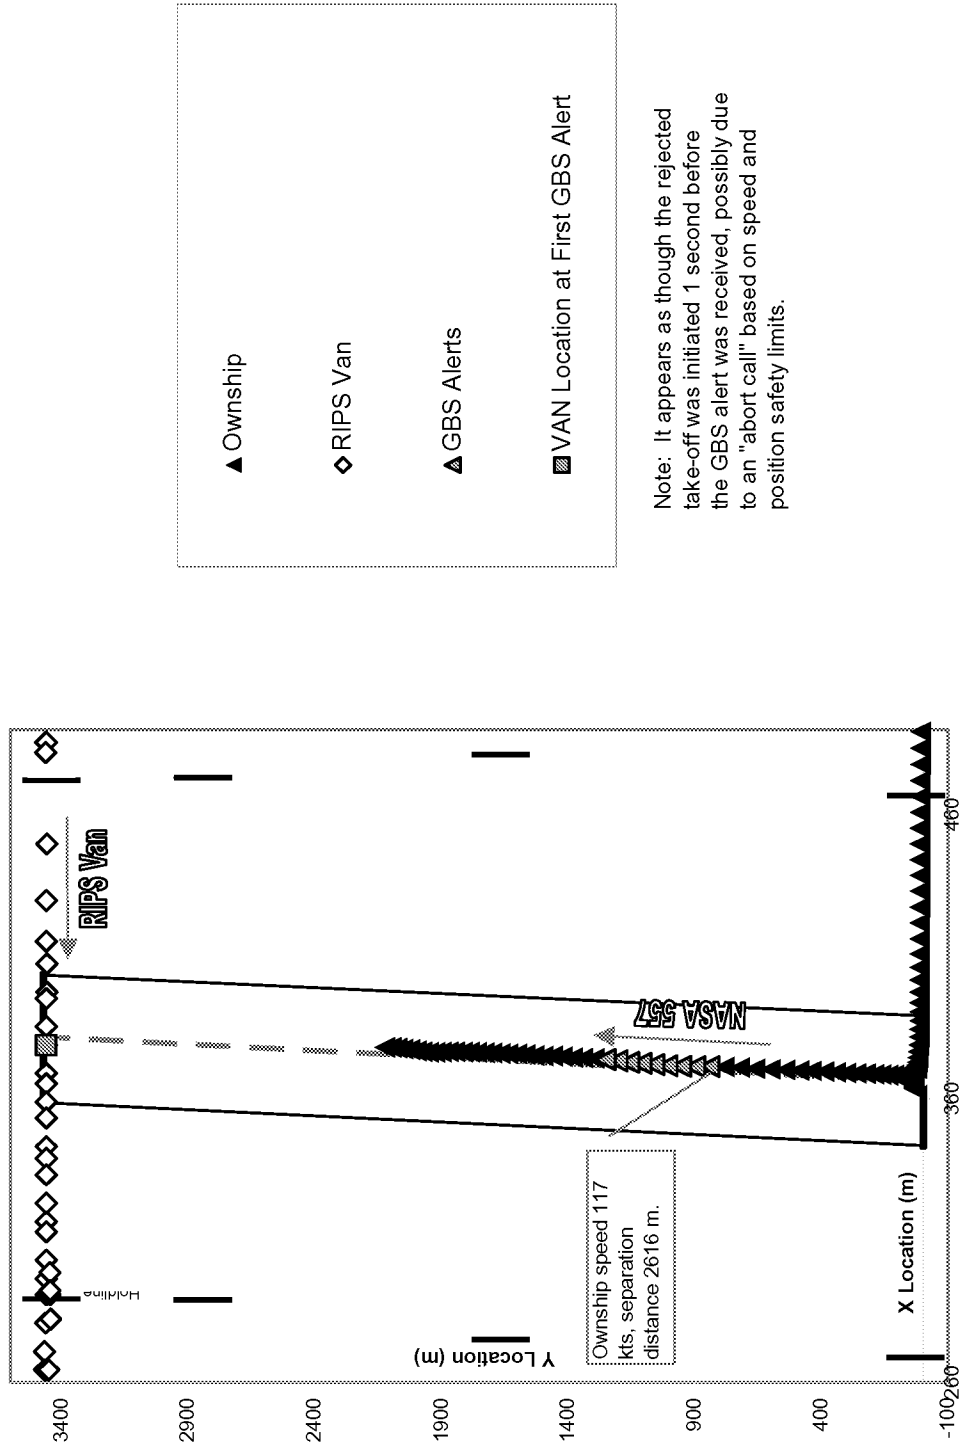 Ownship
RIPS Van
GBS Alerts
VAN Location at First GBS Alert
Note: It appears as though the rejected
take-off was initiated 1 second before
the GBS alert was received, possibly due
to an "abort call" based on speed and
position safety limits.
RIPS Van
NASA 557
Ownship speed 117
kts, separation
distance 2616 m.
Holdline
Y Location (m)
X Location (m)
3400
2900
2400
1900
1400
900
400
-100
260
360
460